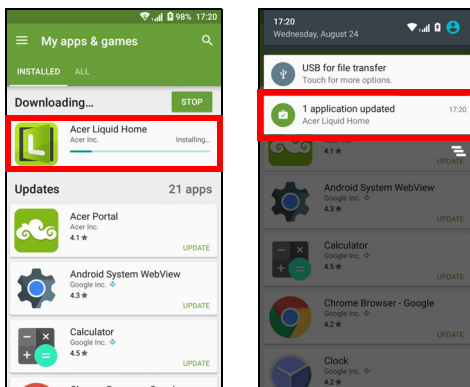 98% 17:20
My apps & games
INSTALLED ALL
Downloading... STOP
Acer Liquid Home
Acer Inc. Installing...
Updates 21 apps
Acer Portal
Acer Inc.
4.1★
UPDATE
Android System WebView
Google Inc.
4.3★
UPDATE
Calculator
Google Inc.
4.5★
UPDATE
17:20
Wednesday, August 24
USB for file transfer
Touch for more options.
1 application updated 17:20
Acer Liquid Home
4.1★
UPDATE
Android System WebView
Google Inc.
4.3★
UPDATE
Calculator
Google Inc.
4.5★
UPDATE
Chrome Browser - Google
Google Inc.
4.2★
UPDATE
Clock
Google Inc.
4.2★